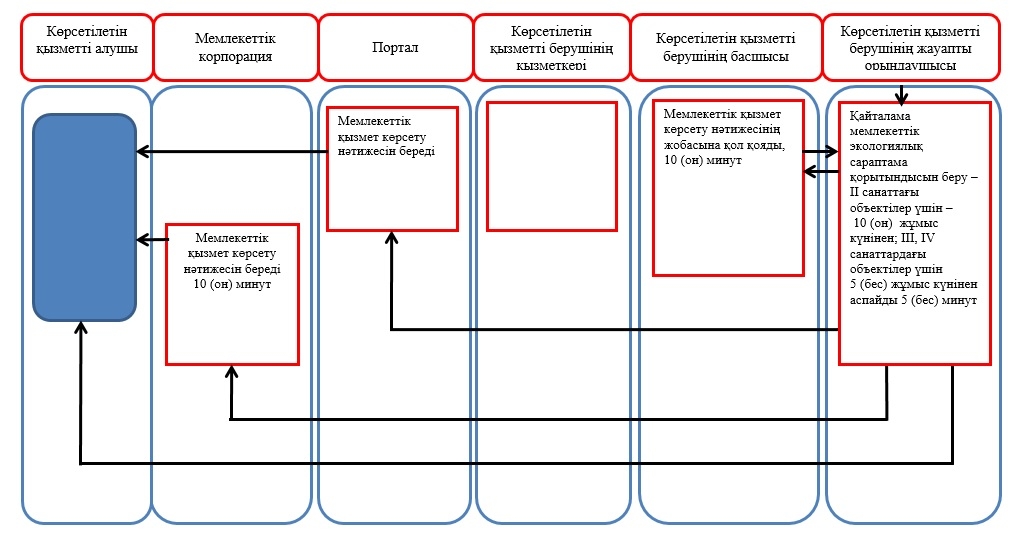 Көрсетілетін
қызметті алушы
Мемлекеттік
корпорация
Портал
Көрсетілетін
қызметті берушінің
қызметкері
Көрсетілетін қызметті
берушінің басшысы
Көрсетілетін қызметті
берушінің жауапты
орындаушысы
Мемлекеттік
қызмет көрсету
нәтижесін береді
10 (он) минут
Мемлекеттік
қызмет көрсету
нәтижесін береді
Мемлекеттік қызмет
көрсету нәтижесінің
жобасына қол қояды,
10 (он) минут
Қайталама
мемлекеттік
экологиялық
сараптама
қорытындысын беру –
II санаттағы
объектілер үшін –
10 (он) жұмыс
күнінен; III, IV
санаттардағы
объектілер үшін
5 (бес) жұмыс күнінен
аспайды 5 (бес) минут